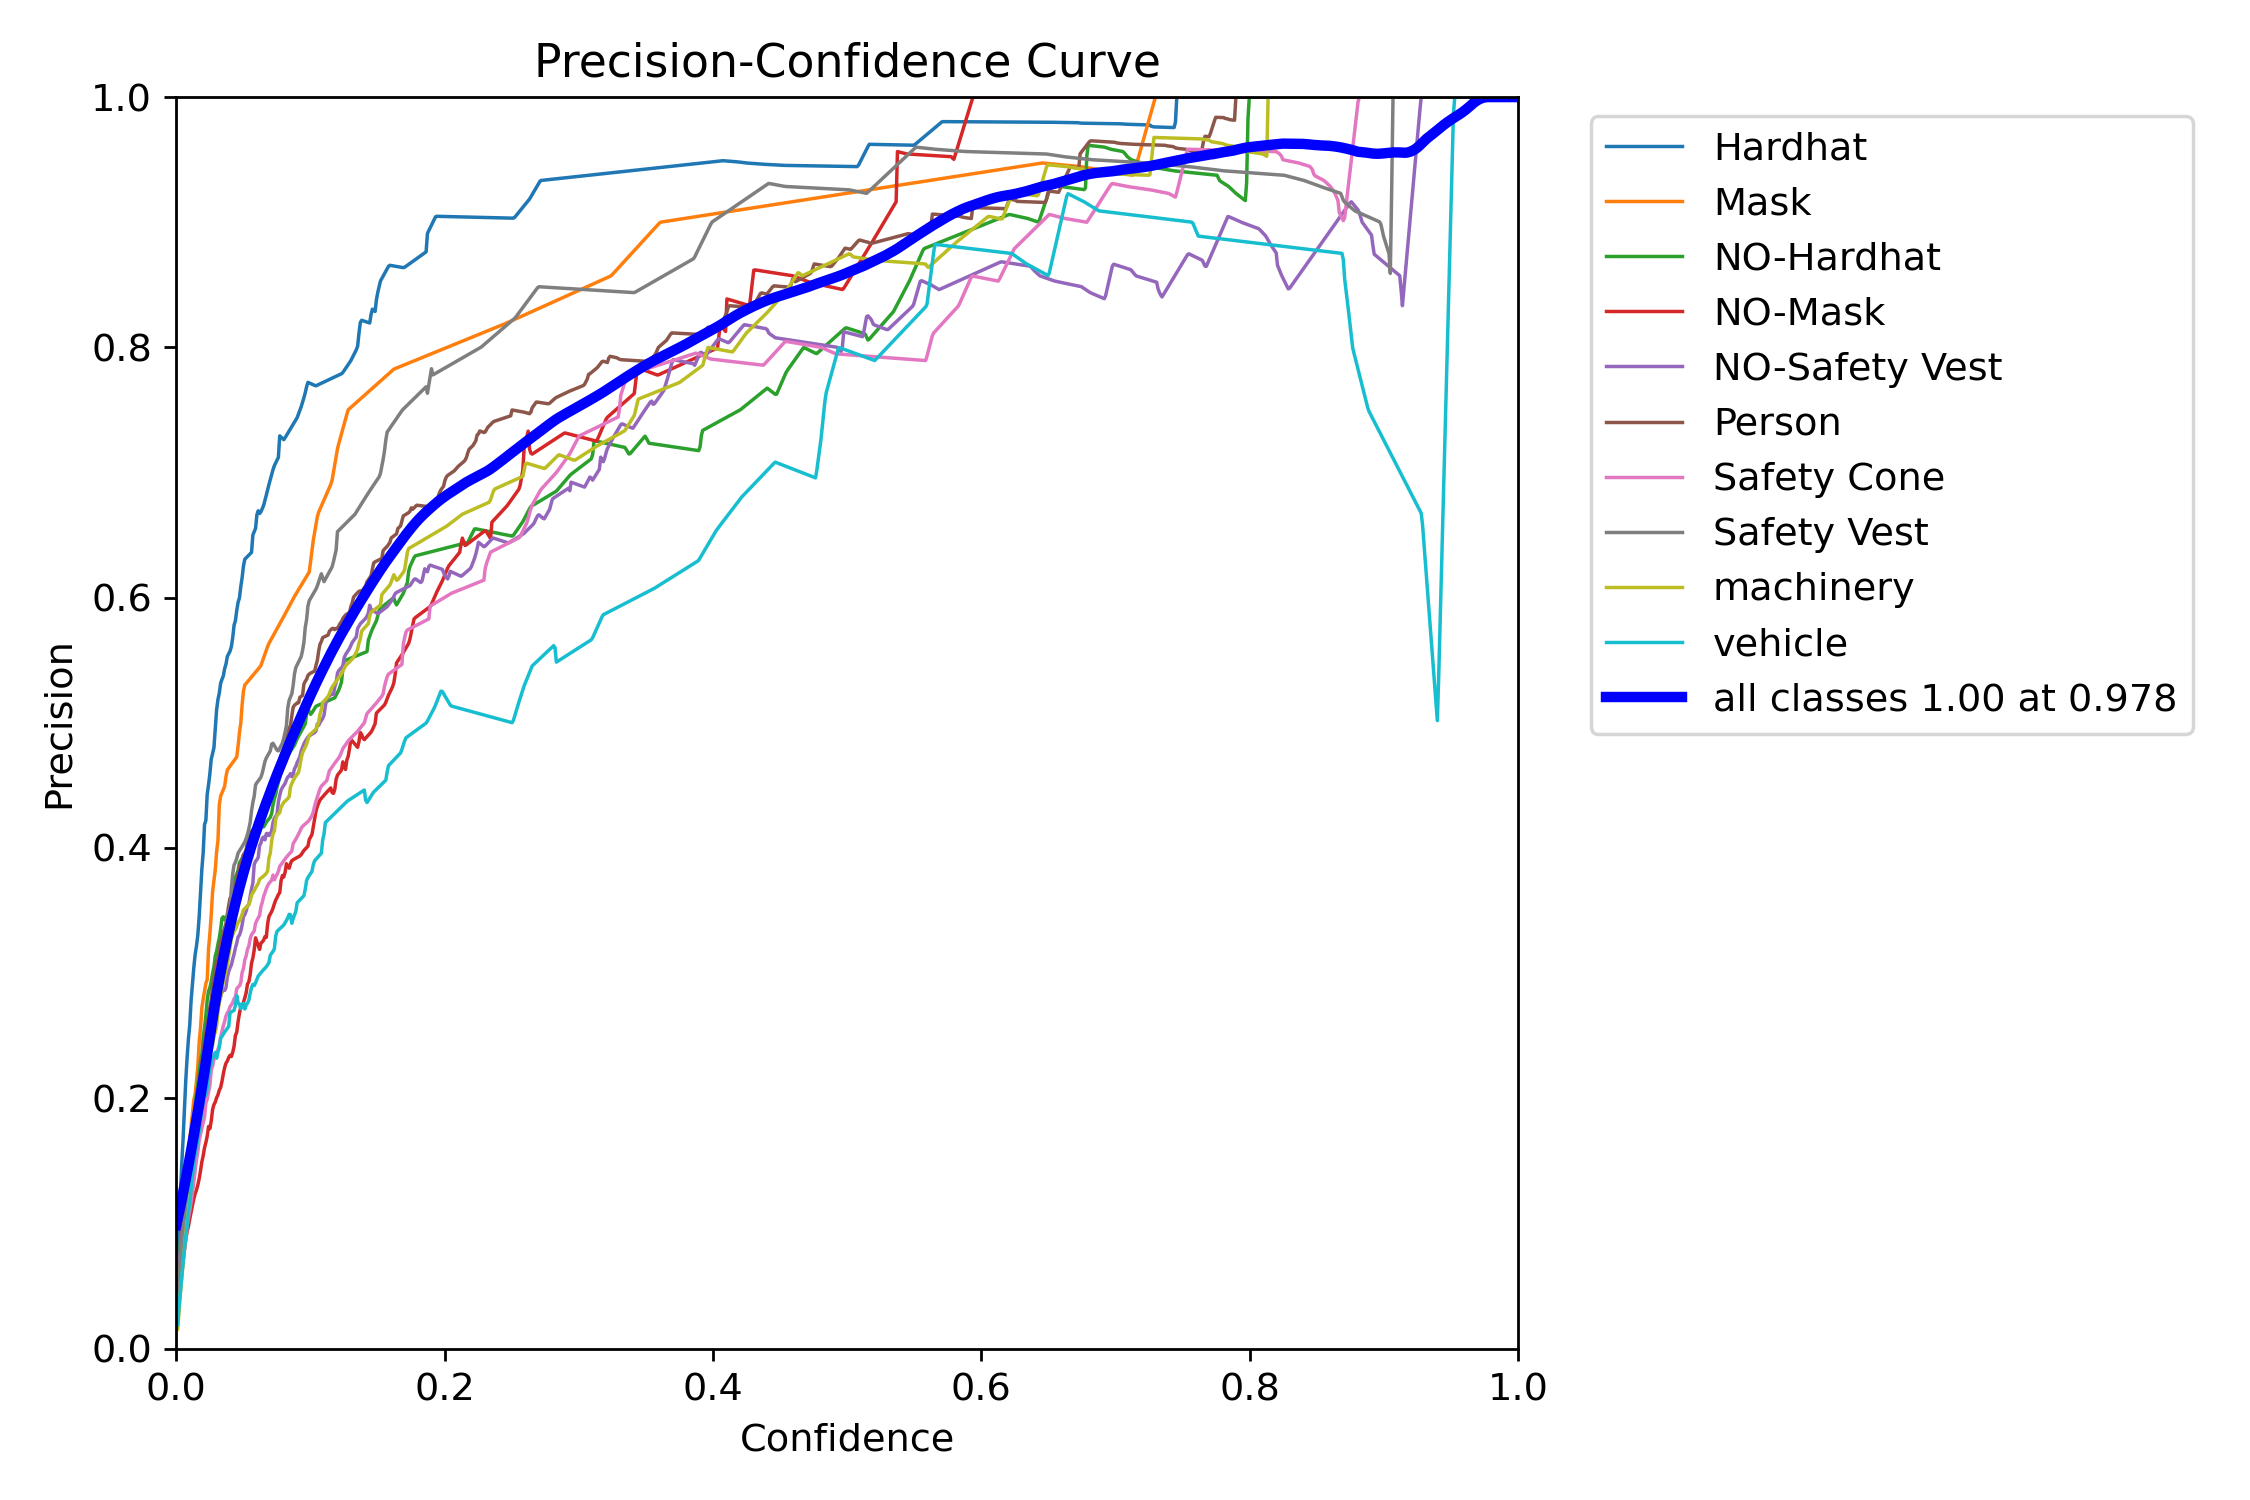 Precision-Confidence Curve
1.0
0.8
0.6
0.4
0.2
0.0
Precision
0.0 0.2 0.4 0.6 0.8 1.0
Confidence
Hardhat
Mask
NO-Hardhat
NO-Mask
NO-Safety Vest
Person
Safety Cone
Safety Vest
machinery
vehicle
all classes 1.00 at 0.978